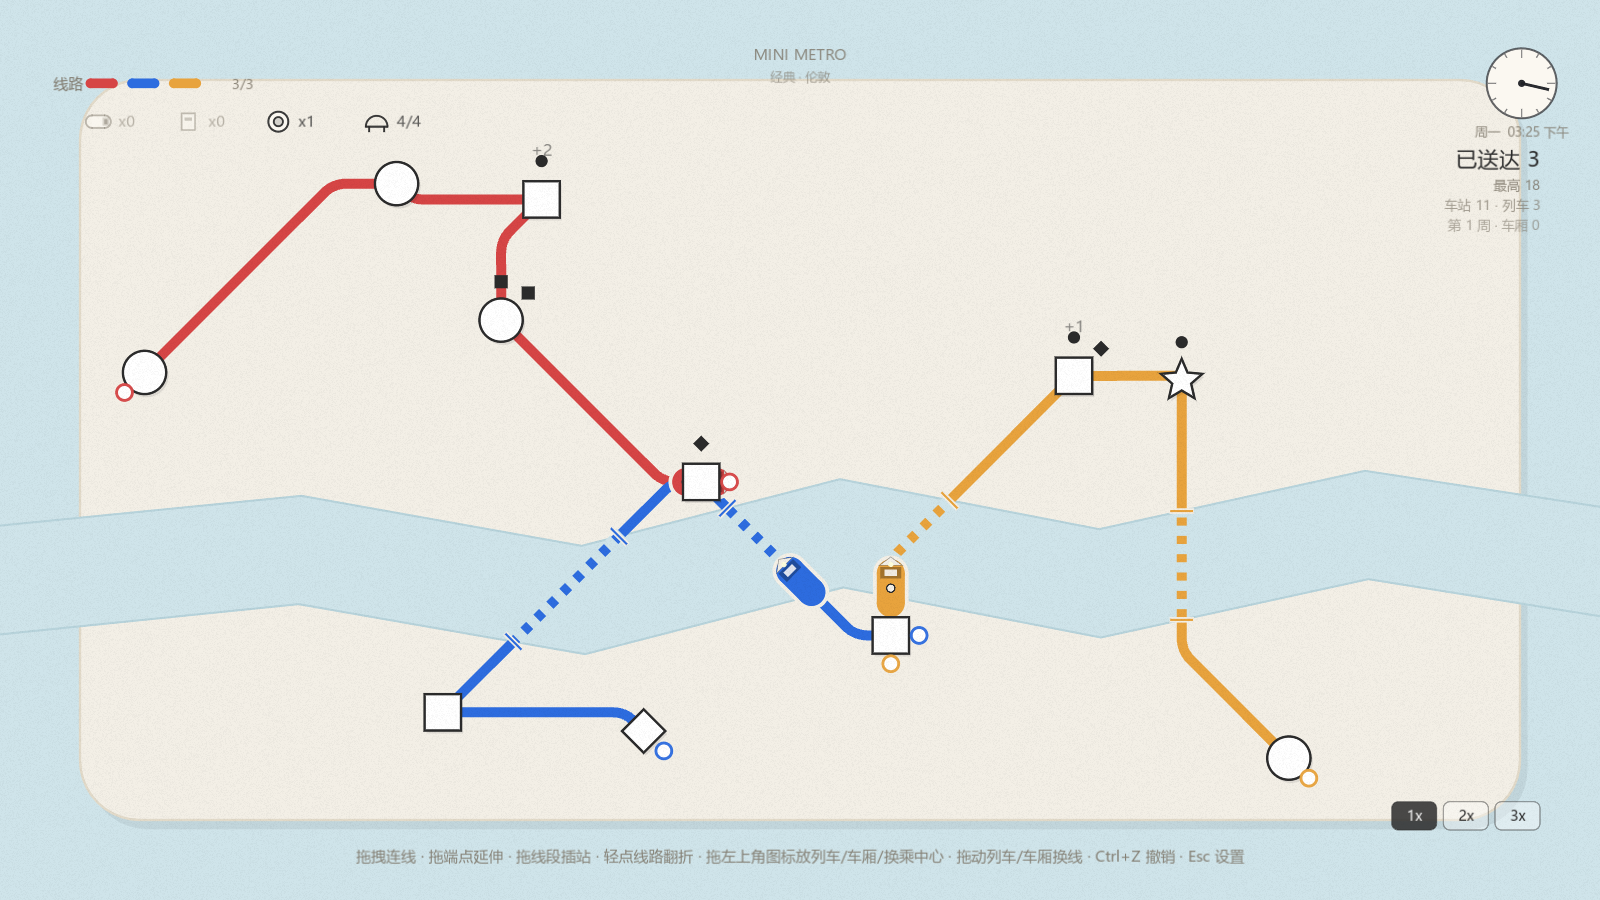 MINI METRO
经典 · 伦敦
线路 3/3
x0 x0 x1 4/4
周一 03:25 下午
已送达 3
最高 18
车站 11 · 列车 3
第 1 周 · 车厢 0
+2
+1
1x 2x 3x
拖拽连线 · 拖端点延伸 · 拖线段插站 · 轻点线路翻折 · 拖左上角图标放列车/车厢/换乘中心 · 拖动列车/车厢换线 · Ctrl+Z 撤销 · Esc 设置